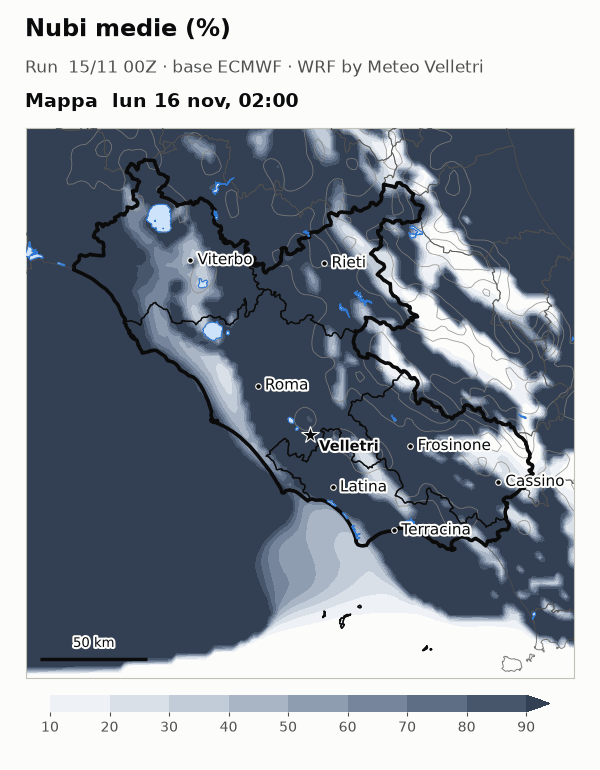 Nubi medie (%)
Run  15/11 00Z · base ECMWF · WRF by Meteo Velletri
Mappa  lun 16 nov, 02:00
Viterbo
Rieti
Roma
Velletri
Frosinone
Cassino
Latina
Terracina
50 km
10 20 30 40 50 60 70 80 90